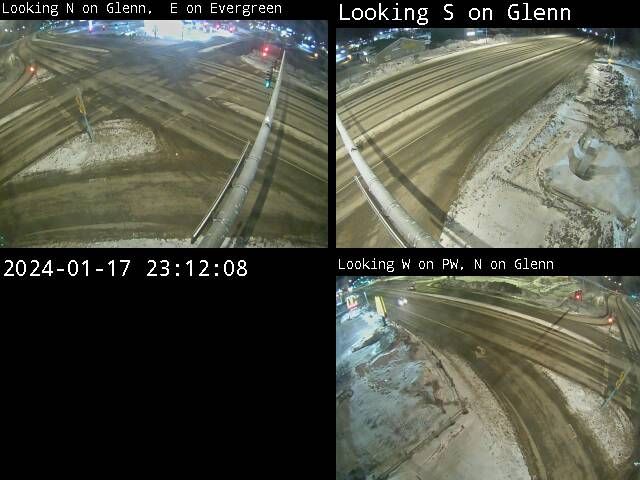 Looking N on Glenn,  E on Evergreen
Looking S on Glenn
2024-01-17 23:12:08
Looking W on PW, N on Glenn